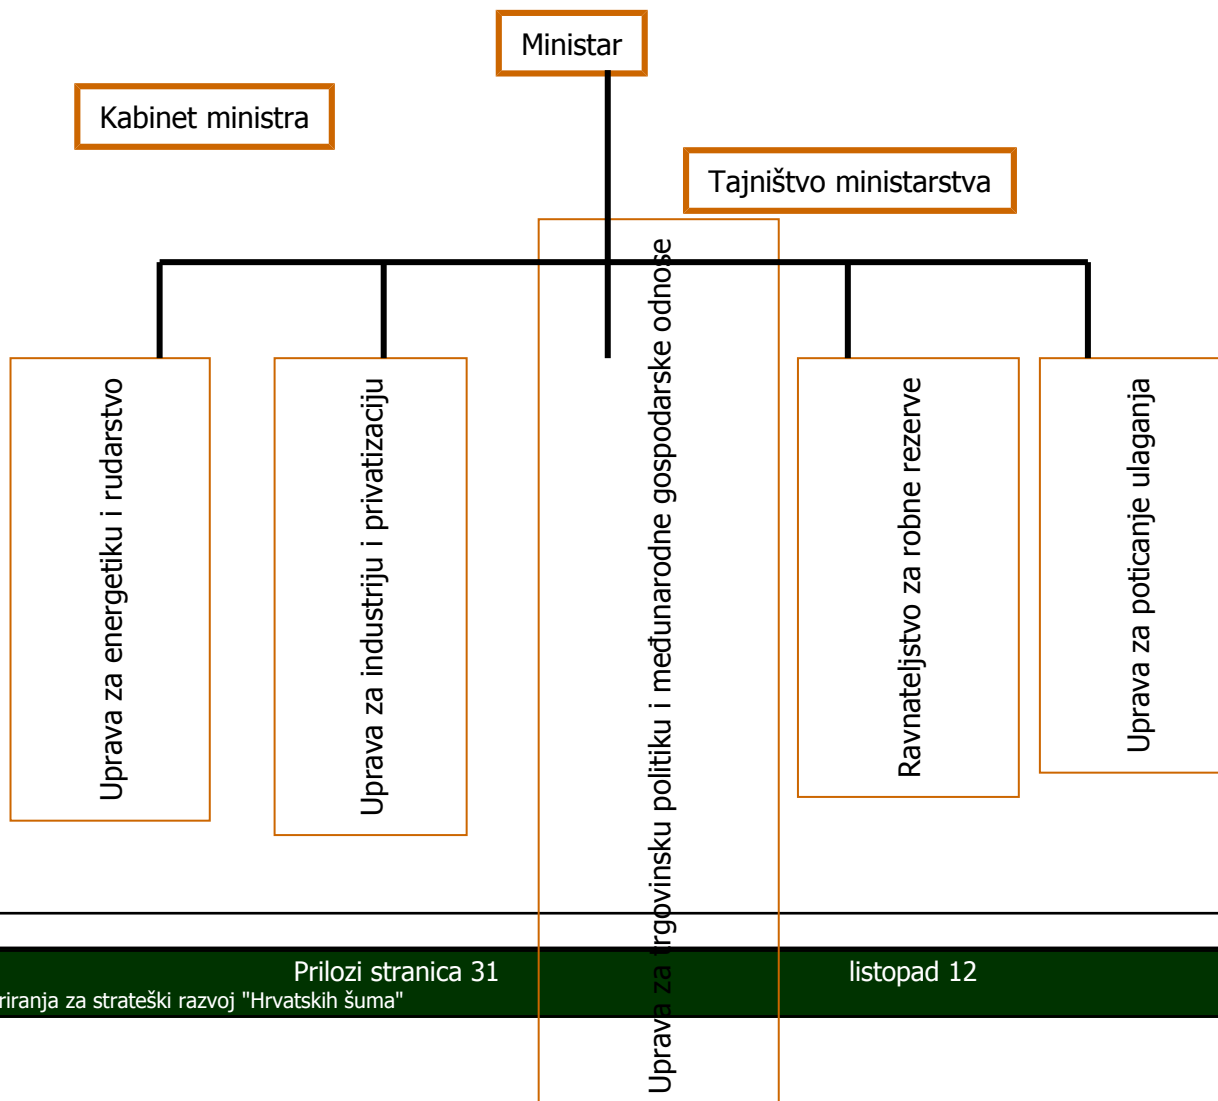 Ministar
Kabinet ministra
Tajništvo ministarstva
Uprava za energetiku i rudarstvo
Uprava za industriju i privatizaciju
Uprava za trgovinsku politiku i međunarodne gospodarske odnose
Ravnateljstvo za robne rezerve
Uprava za poticanje ulaganja
Prilozi stranica 31
listopad 12
za strateški razvoj "Hrvatskih šuma"